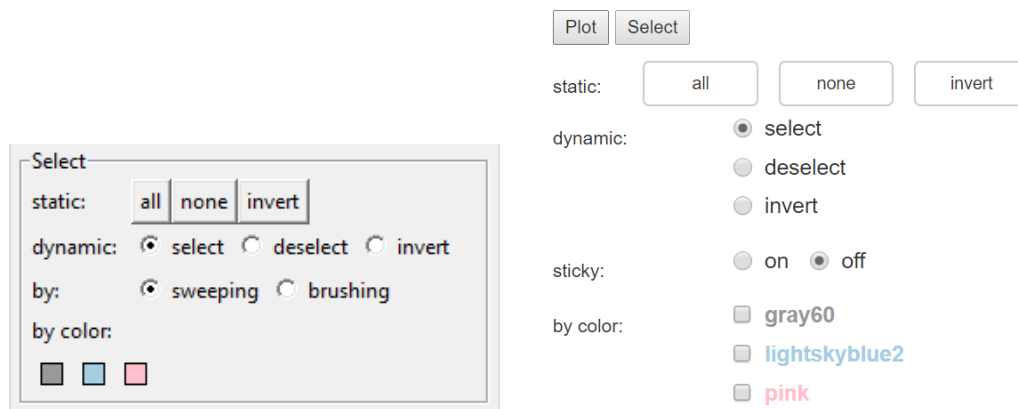 Select
static: all none invert
dynamic: select deselect invert
by: sweeping brushing
by color:
Plot Select
static: all none invert
dynamic: select
deselect
invert
sticky: on off
by color: gray60
lightskyblue2
pink